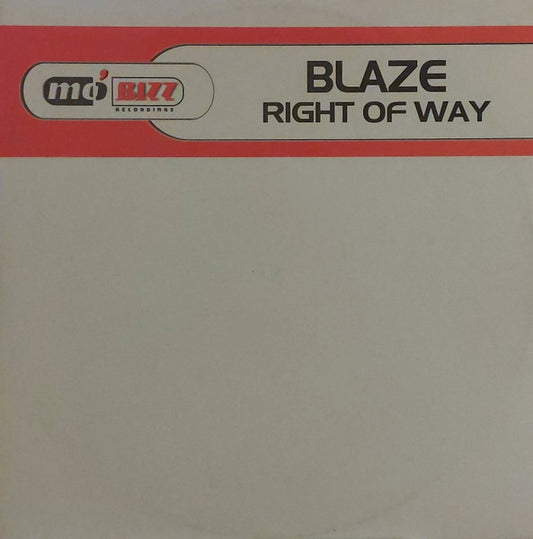 mo' BIZZ
RECORDINGS
BLAZE
RIGHT OF WAY